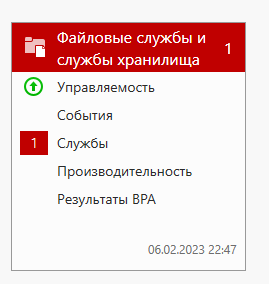 Файловые службы и
службы хранилища 1
Управляемость
События
1 Службы
Производительность
Результаты BPA
06.02.2023 22:47